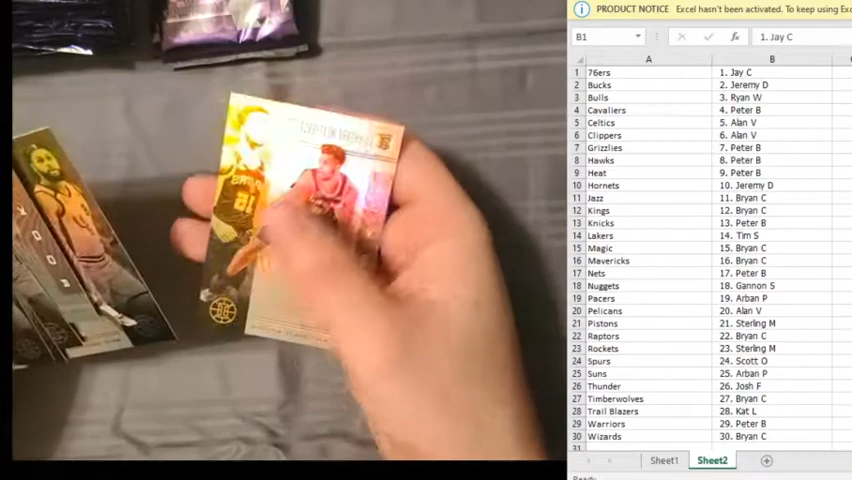 PRODUCT NOTICE Excel hasn't been activated. To keep using Exc
B1 fx 1. Jay C
A B
1 76ers 1. Jay C
2 Bucks 2. Jeremy D
3 Bulls 3. Ryan W
4 Cavaliers 4. Peter B
5 Celtics 5. Alan V
6 Clippers 6. Alan V
7 Grizzlies 7. Peter B
8 Hawks 8. Peter B
9 Heat 9. Peter B
10 Hornets 10. Jeremy D
11 Jazz 11. Bryan C
12 Kings 12. Bryan C
13 Knicks 13. Peter B
14 Lakers 14. Tim S
15 Magic 15. Bryan C
16 Mavericks 16. Bryan C
17 Nets 17. Peter B
18 Nuggets 18. Gannon S
19 Pacers 19. Arban P
20 Pelicans 20. Alan V
21 Pistons 21. Sterling M
22 Raptors 22. Bryan C
23 Rockets 23. Sterling M
24 Spurs 24. Scott O
25 Suns 25. Arban P
26 Thunder 26. Josh F
27 Timberwolves 27. Bryan C
28 Trail Blazers 28. Kat L
29 Warriors 29. Peter B
30 Wizards 30. Bryan C
31
Sheet1 Sheet2
Ready